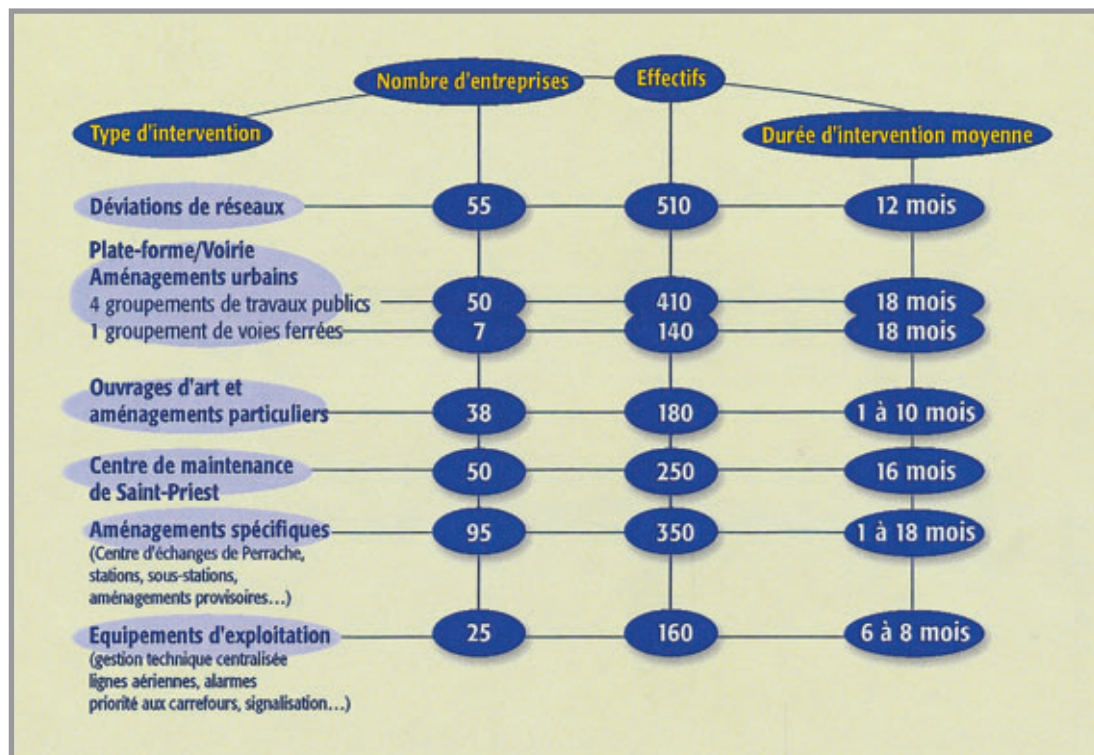 Nombre d'entreprises
Effectifs
Type d'intervention
Durée d'intervention moyenne
Déviations de réseaux 55 510 12 mois
Plate-forme/Voirie
Aménagements urbains
4 groupements de travaux publics 50 410 18 mois
1 groupement de voies ferrées 7 140 18 mois
Ouvrages d'art et
aménagements particuliers 38 180 1 à 10 mois
Centre de maintenance 50 250 16 mois
de Saint-Priest
Aménagements spécifiques 95 350 1 à 18 mois
(Centre d'échanges de Perrache,
stations, sous-stations,
aménagements provisoires...)
Equipements d'exploitation 25 160 6 à 8 mois
(gestion technique centralisée
lignes aériennes, alarmes
priorité aux carrefours, signalisation...)